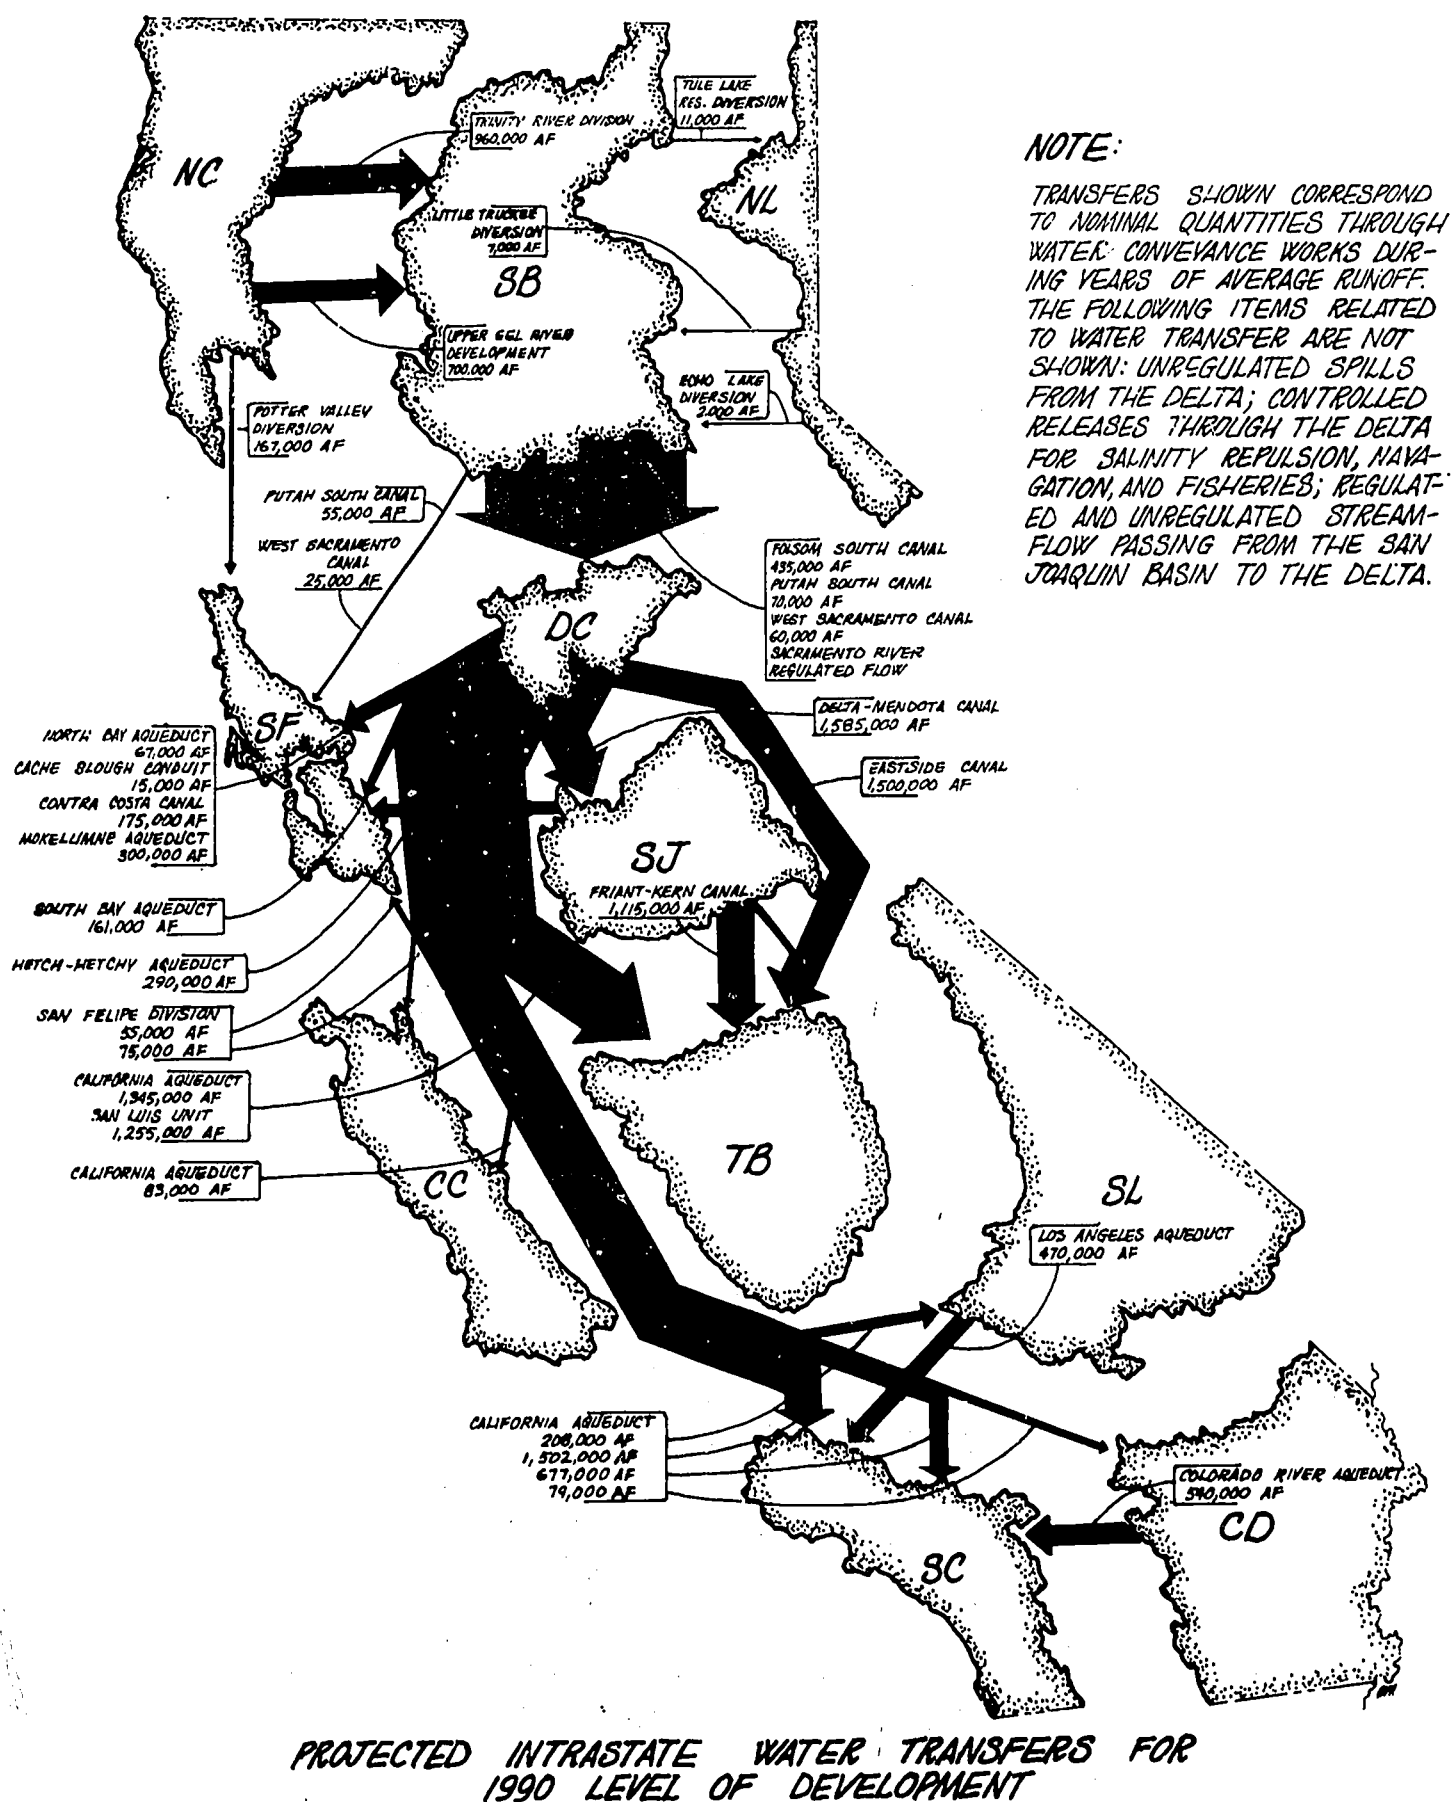 TULE LAKE
RES. DIVERSION
11,000 AF
TRINITY RIVER DIVISION
960,000 AF
NC
NL
LITTLE TRUCKEE
DIVERSION
7,000 AF
SB
UPPER EEL RIVER
DEVELOPMENT
700,000 AF
ECHO LAKE
DIVERSION
2,000 AF
POTTER VALLEY
DIVERSION
167,000 AF
PUTAH SOUTH CANAL
55,000 AF
WEST SACRAMENTO
CANAL
25,000 AF
NOTE:
TRANSFERS SHOWN CORRESPOND
TO NOMINAL QUANTITIES THROUGH
WATER CONVEYANCE WORKS DUR-
ING YEARS OF AVERAGE RUNOFF.
THE FOLLOWING ITEMS RELATED
TO WATER TRANSFER ARE NOT
SHOWN: UNREGULATED SPILLS
FROM THE DELTA; CONTROLLED
RELEASES THROUGH THE DELTA
FOR SALINITY REPULSION, NAVA-
GATION, AND FISHERIES; REGULAT-
ED AND UNREGULATED STREAM-
FLOW PASSING FROM THE SAN
JOAQUIN BASIN TO THE DELTA.
FOLSOM SOUTH CANAL
435,000 AF
PUTAH SOUTH CANAL
70,000 AF
WEST SACRAMENTO CANAL
60,000 AF
SACRAMENTO RIVER
REGULATED FLOW
DC
DELTA-MENDOTA CANAL
1,585,000 AF
EASTSIDE CANAL
1,500,000 AF
SF
NORTH BAY AQUEDUCT
67,000 AF
CACHE SLOUGH CONDUIT
15,000 AF
CONTRA COSTA CANAL
175,000 AF
MOKELUMNE AQUEDUCT
300,000 AF
SJ
FRIANT-KERN CANAL
1,115,000 AF
SOUTH BAY AQUEDUCT
161,000 AF
HETCH-HETCHY AQUEDUCT
290,000 AF
SAN FELIPE DIVISION
55,000 AF
75,000 AF
CALIFORNIA AQUEDUCT
1,345,000 AF
SAN LUIS UNIT
1,255,000 AF
CALIFORNIA AQUEDUCT
83,000 AF
CC
TB
SL
LOS ANGELES AQUEDUCT
470,000 AF
CALIFORNIA AQUEDUCT
208,000 AF
1,502,000 AF
677,000 AF
79,000 AF
COLORADO RIVER AQUEDUCT
540,000 AF
CD
SC
PROJECTED INTRASTATE WATER TRANSFERS FOR
1990 LEVEL OF DEVELOPMENT